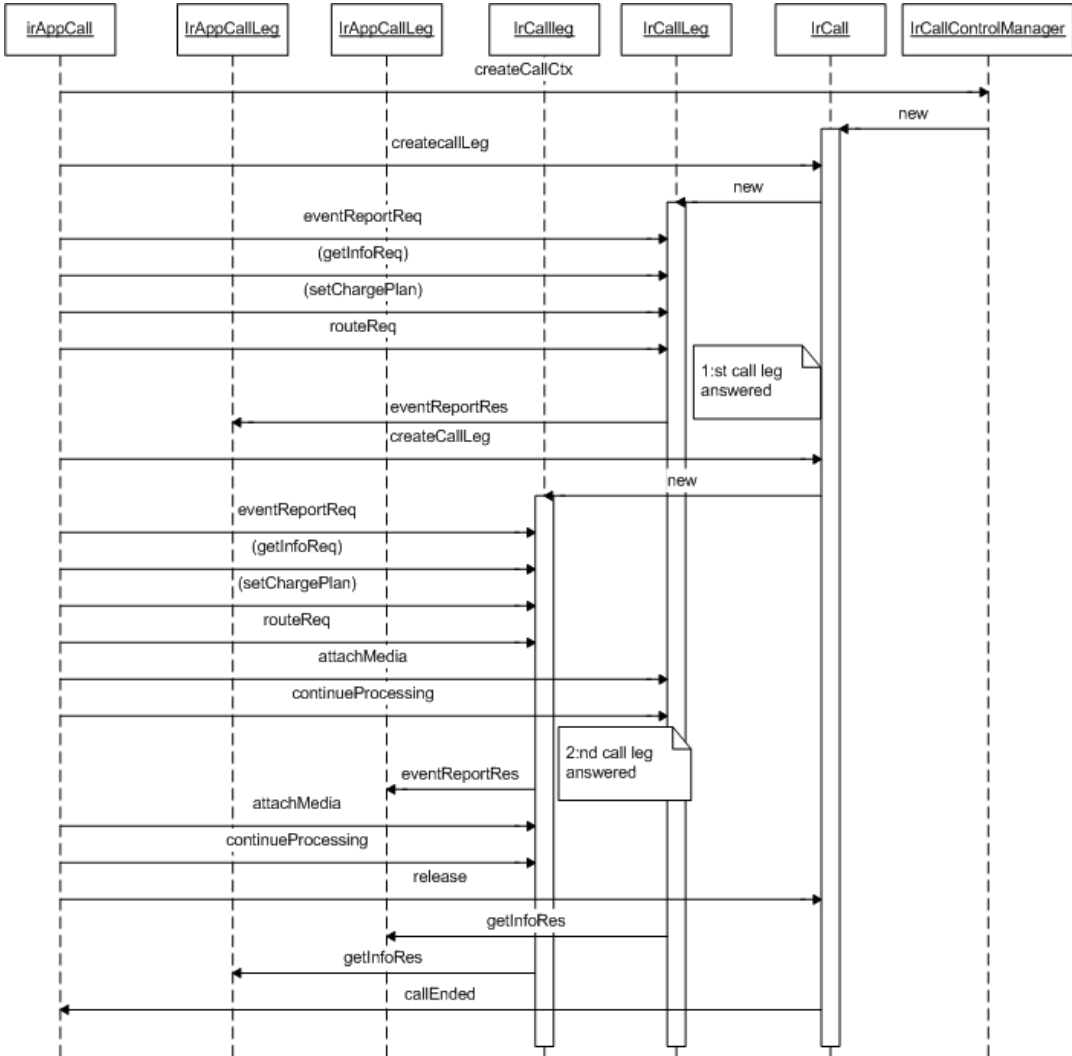 irAppCall
IrAppCallLeg
IrAppCallLeg
IrCallleg
IrCallLeg
IrCall
IrCallControlManager
createCallCtx
new
createcallLeg
new
eventReportReq
(getInfoReq)
(setChargePlan)
routeReq
1:st call leg
answered
eventReportRes
createCallLeg
new
eventReportReq
(getInfoReq)
(setChargePlan)
routeReq
attachMedia
continueProcessing
2:nd call leg
answered
eventReportRes
attachMedia
continueProcessing
release
getInfoRes
getInfoRes
callEnded